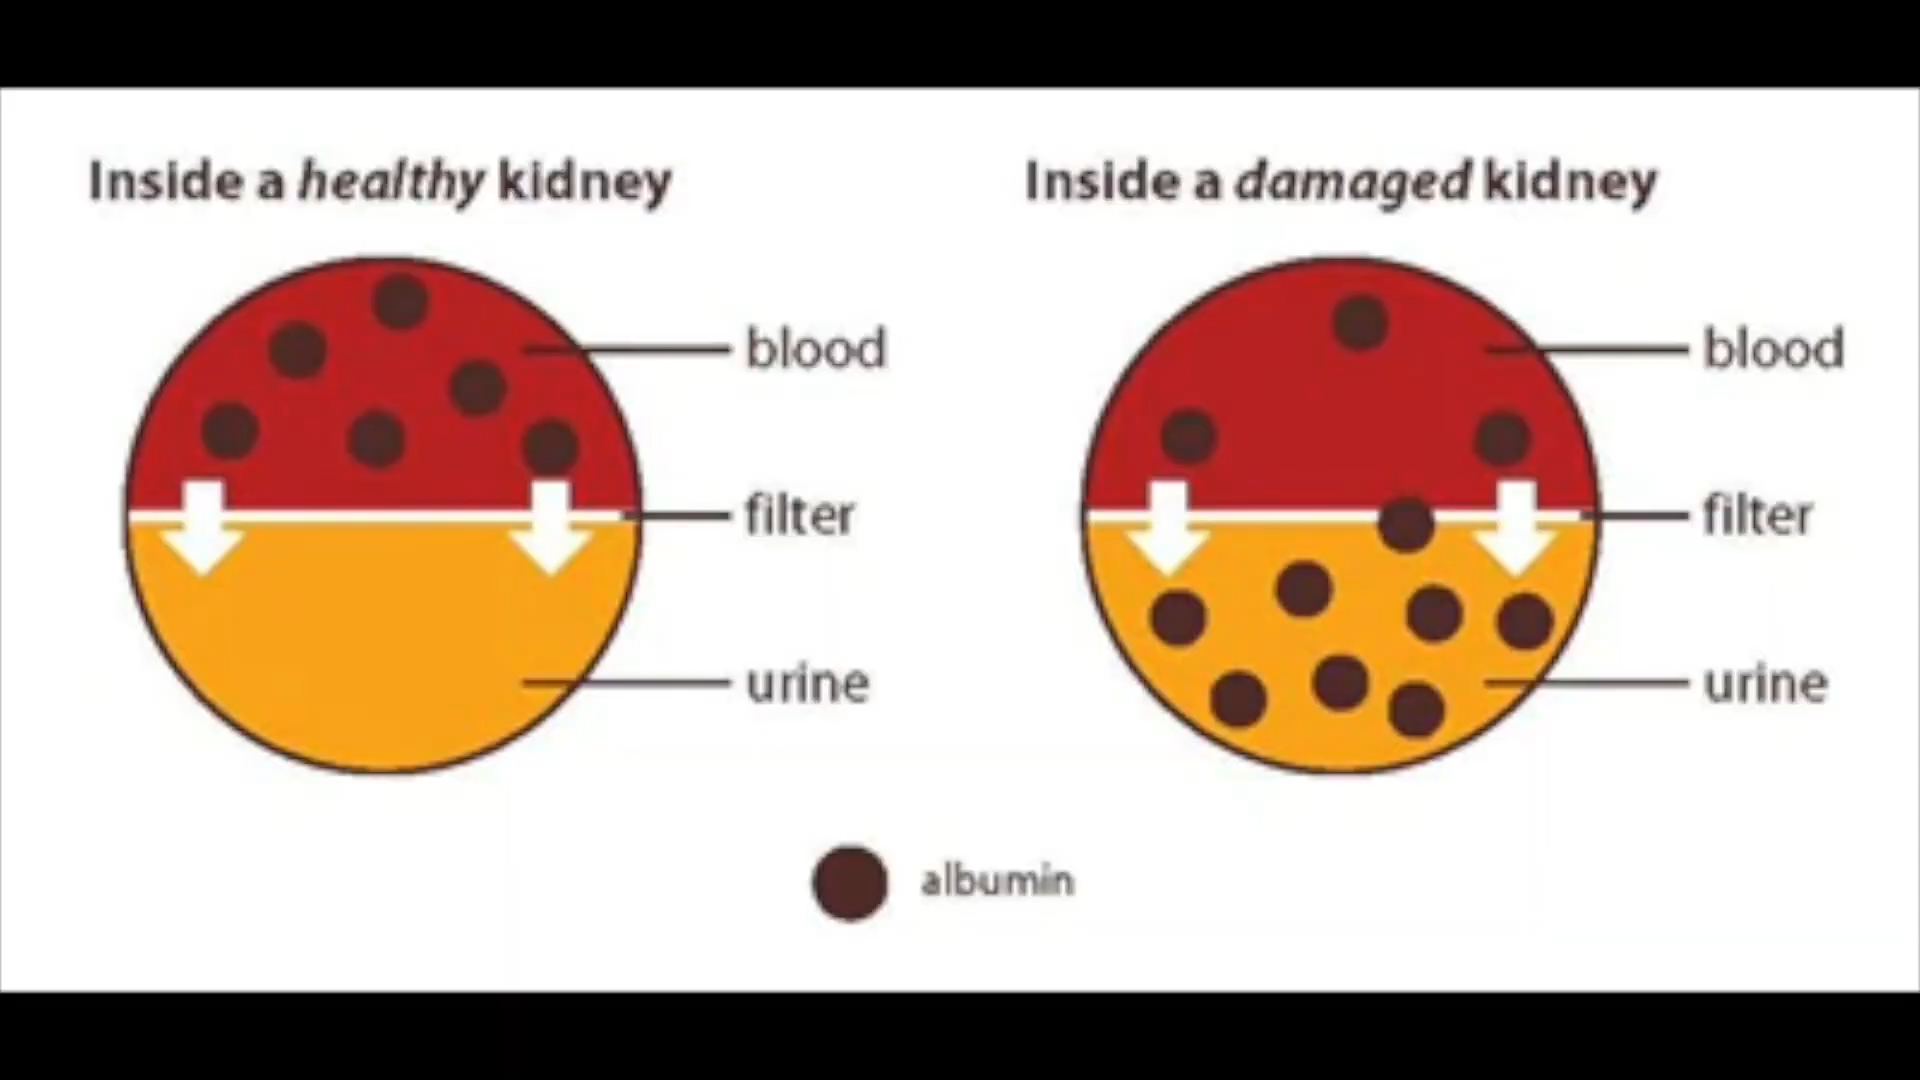 Inside a healthy kidney
blood
filter
urine
Inside a damaged kidney
blood
filter
urine
albumin